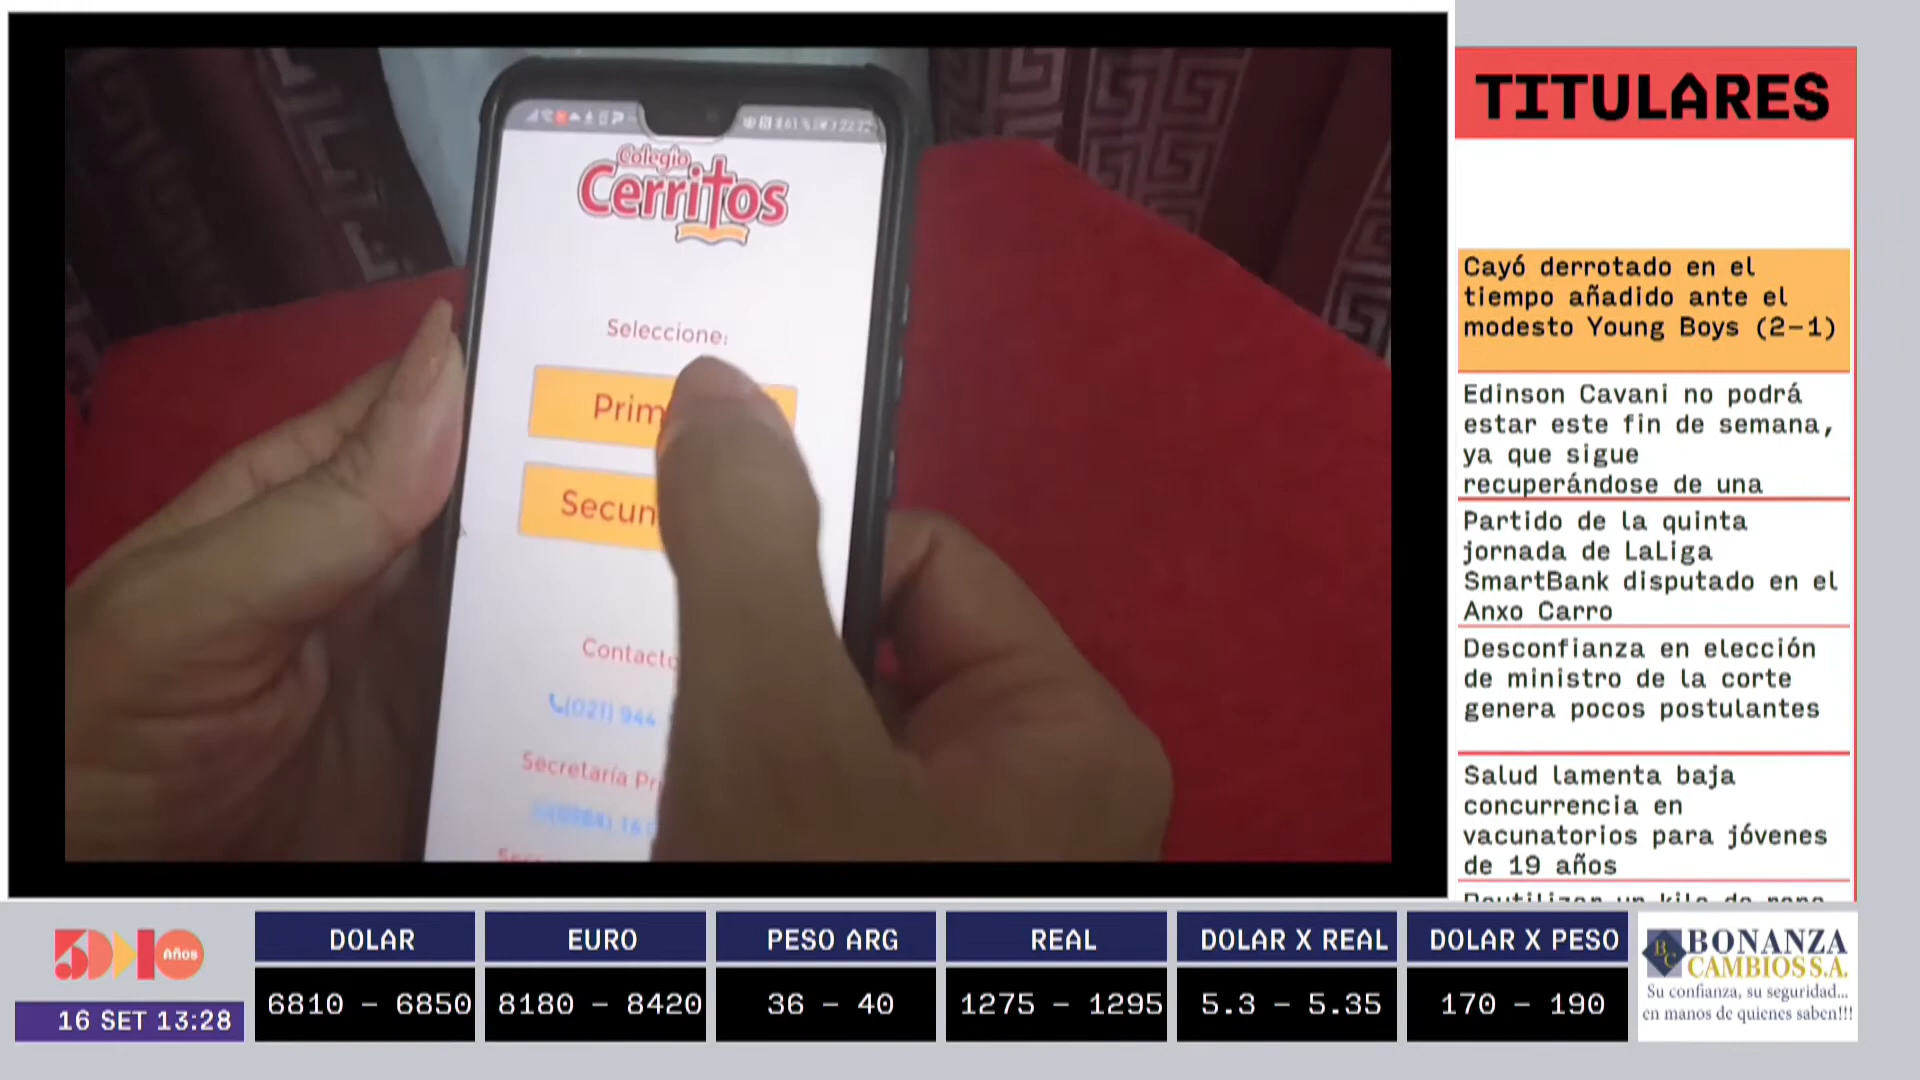 Colegio
Cerritos
Seleccione:
Contacto
(021) 944
Secretaría
TITULARES
Cayó derrotado en el
tiempo añadido ante el
modesto Young Boys (2-1)
Edinson Cavani no podrá
estar este fin de semana,
ya que sigue
recuperándose de una
Partido de la quinta
jornada de LaLiga
SmartBank disputado en el
Anxo Carro
Desconfianza en elección
de ministro de la corte
genera pocos postulantes
Salud lamenta baja
concurrencia en
vacunatorios para jóvenes
de 19 años
Años
16 SET 13:28
DOLAR
6810 - 6850
EURO
8180 - 8420
PESO ARG
36 - 40
REAL
1275 - 1295
DOLAR X REAL
5.3 - 5.35
DOLAR X PESO
170 - 190
BC
BONANZA
CAMBIOS S.A.
Su confianza, su seguridad...
en manos de quienes saben!!!